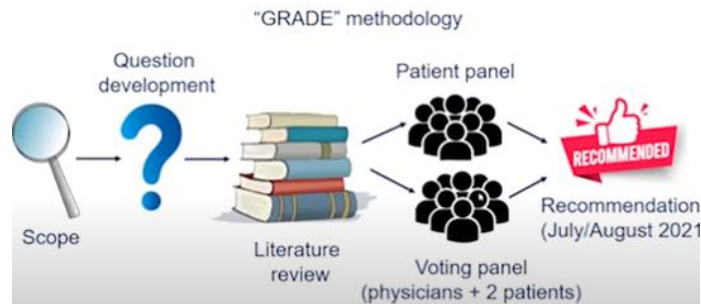 “GRADE” methodology
Question
development
Patient panel
RECOMMENDED
Scope
Literature
review
Recommendation
(July/August 2021
Voting panel
(physicians + 2 patients)